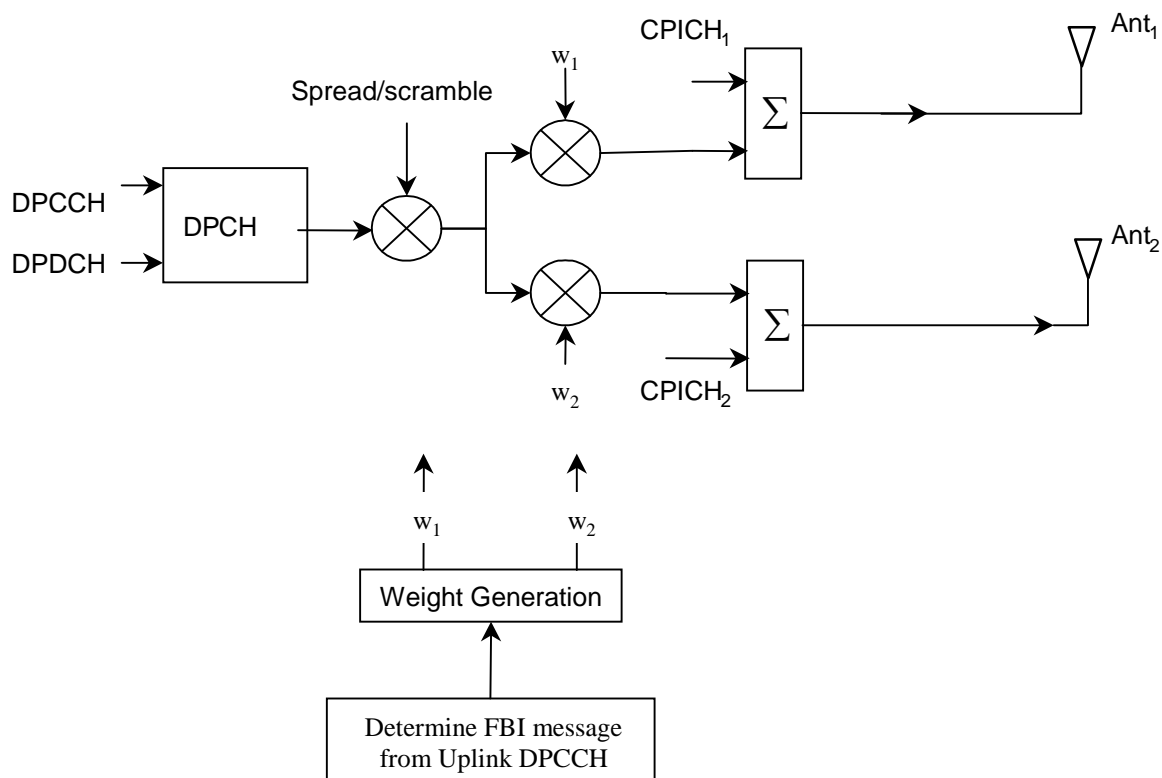 CPICH₁
Ant₁
w₁
Spread/scramble
Σ
DPCCH
DPCH
DPDCH
Ant₂
Σ
w₂
CPICH₂
w₁
w₂
Weight Generation
Determine FBI message
from Uplink DPCCH